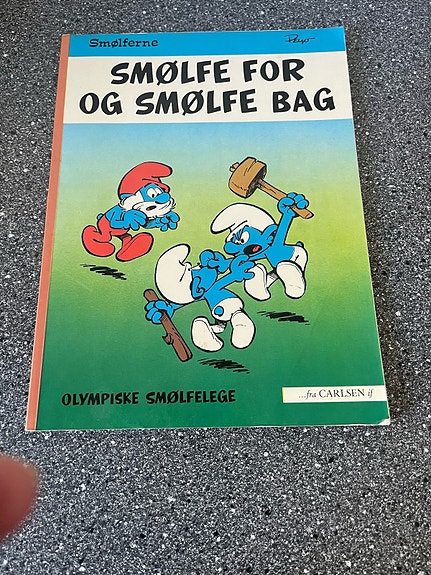 Smølferne
Peyo
SMØLFE FOR
OG SMØLFE BAG
OLYMPISKE SMØLFELEGE
...fra CARLSEN if